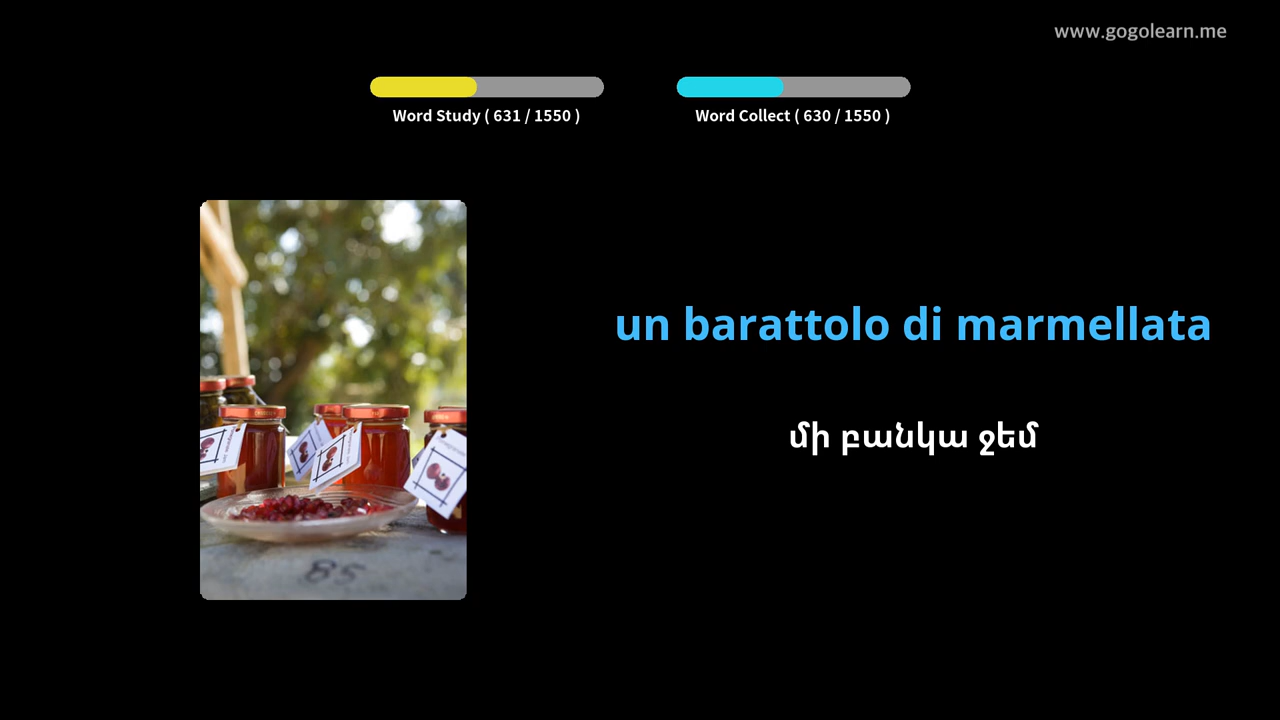 www.gogolearn.me
Word Study ( 631 / 1550 )
Word Collect ( 630 / 1550 )
un barattolo di marmellata
մի բանկա ջեմ
85